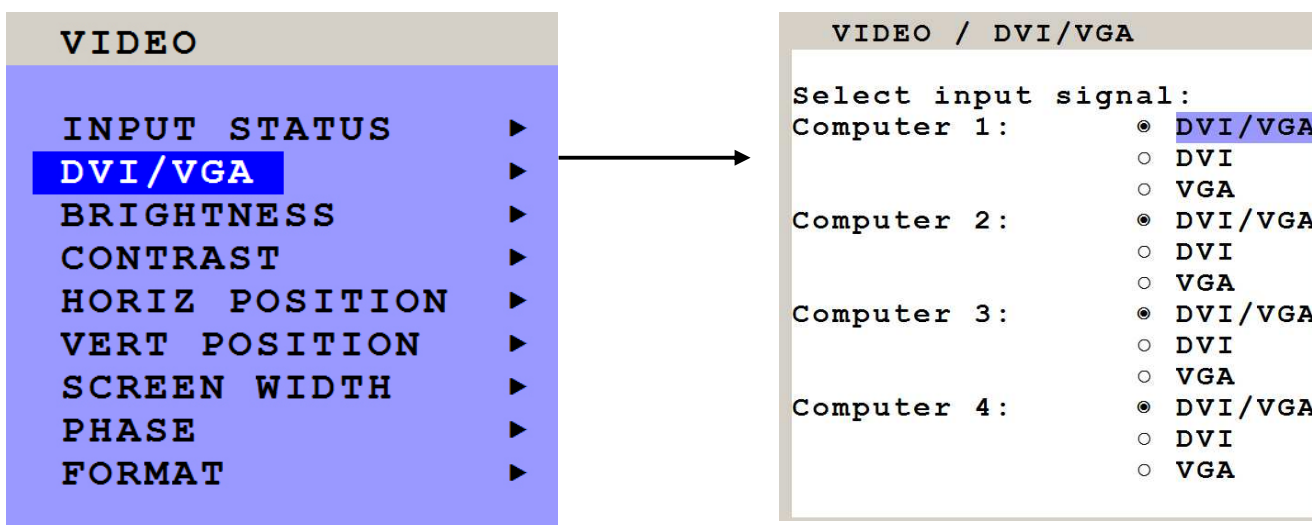 VIDEO
INPUT STATUS ►
DVI/VGA ►
BRIGHTNESS ►
CONTRAST ►
HORIZ POSITION ►
VERT POSITION ►
SCREEN WIDTH ►
PHASE ►
FORMAT ►
VIDEO / DVI/VGA
Select input signal:
Computer 1: ◉ DVI/VGA
○ DVI
○ VGA
Computer 2: ◉ DVI/VGA
○ DVI
○ VGA
Computer 3: ◉ DVI/VGA
○ DVI
○ VGA
Computer 4: ◉ DVI/VGA
○ DVI
○ VGA